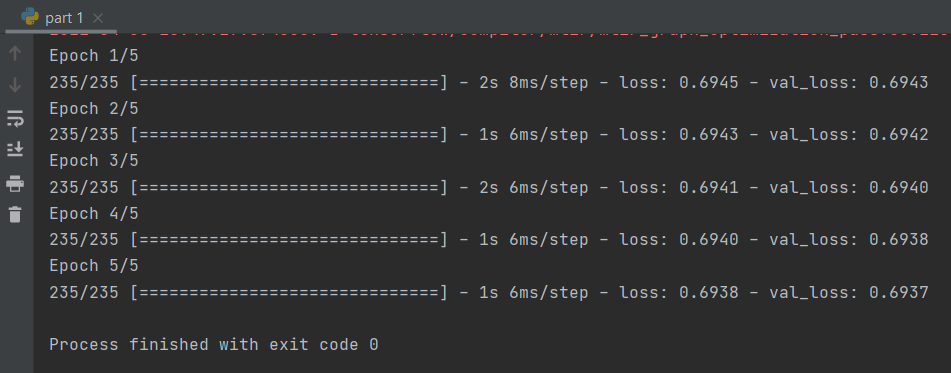 part 1
Epoch 1/5
235/235 [==============================] - 2s 8ms/step - loss: 0.6945 - val_loss: 0.6943
Epoch 2/5
235/235 [==============================] - 1s 6ms/step - loss: 0.6943 - val_loss: 0.6942
Epoch 3/5
235/235 [==============================] - 2s 6ms/step - loss: 0.6941 - val_loss: 0.6940
Epoch 4/5
235/235 [==============================] - 1s 6ms/step - loss: 0.6940 - val_loss: 0.6938
Epoch 5/5
235/235 [==============================] - 1s 6ms/step - loss: 0.6938 - val_loss: 0.6937
Process finished with exit code 0